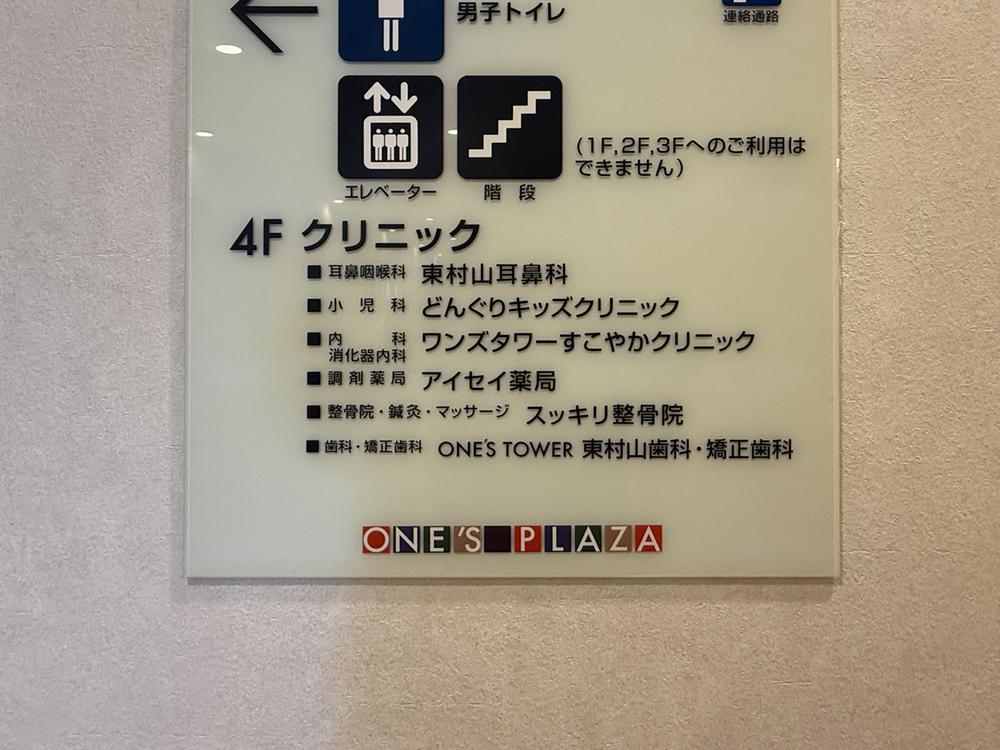 男子トイレ
連絡通路
エレベーター
階段
(1F,2F,3Fへのご利用は
できません)
4F クリニック
■ 耳鼻咽喉科 東村山耳鼻科
■ 小児科 どんぐりキッズクリニック
■ 内科 ワンズタワーすこやかクリニック
消化器内科
■ 調剤薬局 アイセイ薬局
■ 整骨院・鍼灸・マッサージ スッキリ整骨院
■ 歯科・矯正歯科 ONE'S TOWER 東村山歯科・矯正歯科
ONE'S PLAZA